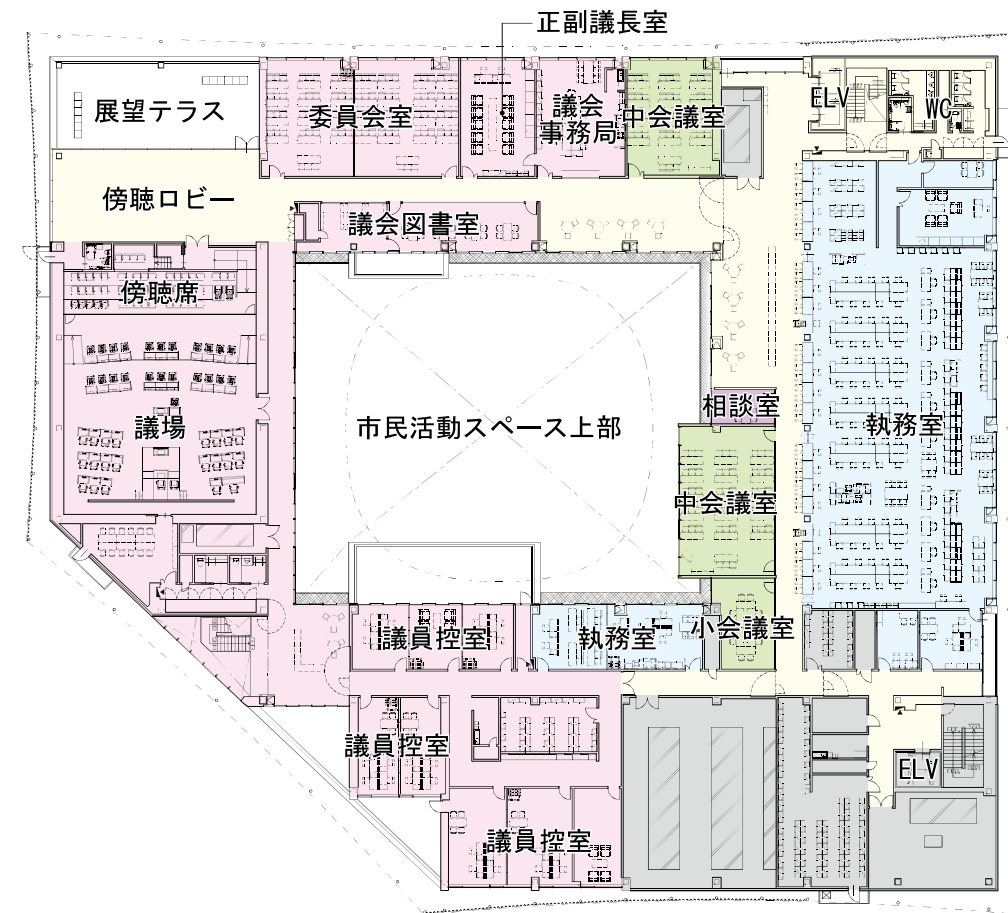 正副議長室
展望テラス
委員会室
議会
事務局
中会議室
ELV
WC
傍聴ロビー
議会図書室
傍聴席
議場
市民活動スペース上部
相談室
執務室
中会議室
議員控室
執務室
小会議室
議員控室
ELV
議員控室